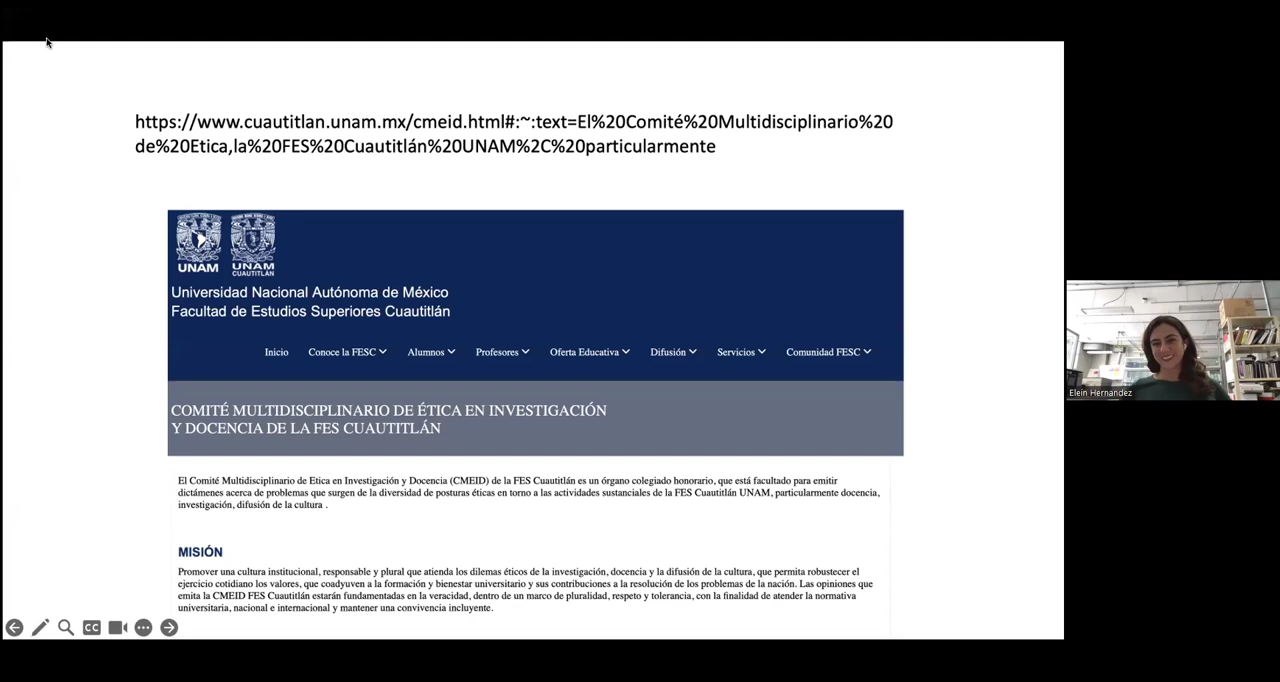 https://www.cuautitlan.unam.mx/cmeid.html#:~:text=El%20Comité%20Multidisciplinario%20
de%20Etica,la%20FES%20Cuautitlán%20UNAM%2C%20particularmente
UNAM
UNAM
CUAUTITLÁN
Universidad Nacional Autónoma de México
Facultad de Estudios Superiores Cuautitlán
Inicio Conoce la FESC Alumnos Profesores Oferta Educativa Difusión Servicios Comunidad FESC
COMITÉ MULTIDISCIPLINARIO DE ÉTICA EN INVESTIGACIÓN
Y DOCENCIA DE LA FES CUAUTITLÁN
El Comité Multidisciplinario de Etica en Investigación y Docencia (CMEID) de la FES Cuautitlán es un órgano colegiado honorario, que está facultado para emitir
dictámenes acerca de problemas que surgen de la diversidad de posturas éticas en torno a las actividades sustanciales de la FES Cuautitlán UNAM, particularmente docencia,
investigación, difusión de la cultura .
MISIÓN
Promover una cultura institucional, responsable y plural que atienda los dilemas éticos de la investigación, docencia y la difusión de la cultura, que permita robustecer el
ejercicio cotidiano los valores, que coadyuven a la formación y bienestar universitario y sus contribuciones a la resolución de los problemas de la nación. Las opiniones que
emita la CMEID FES Cuautitlán estarán fundamentadas en la veracidad, dentro de un marco de pluralidad, respeto y tolerancia, con la finalidad de atender la normativa
universitaria, nacional e internacional y mantener una convivencia incluyente.
CC
Elein Hernandez